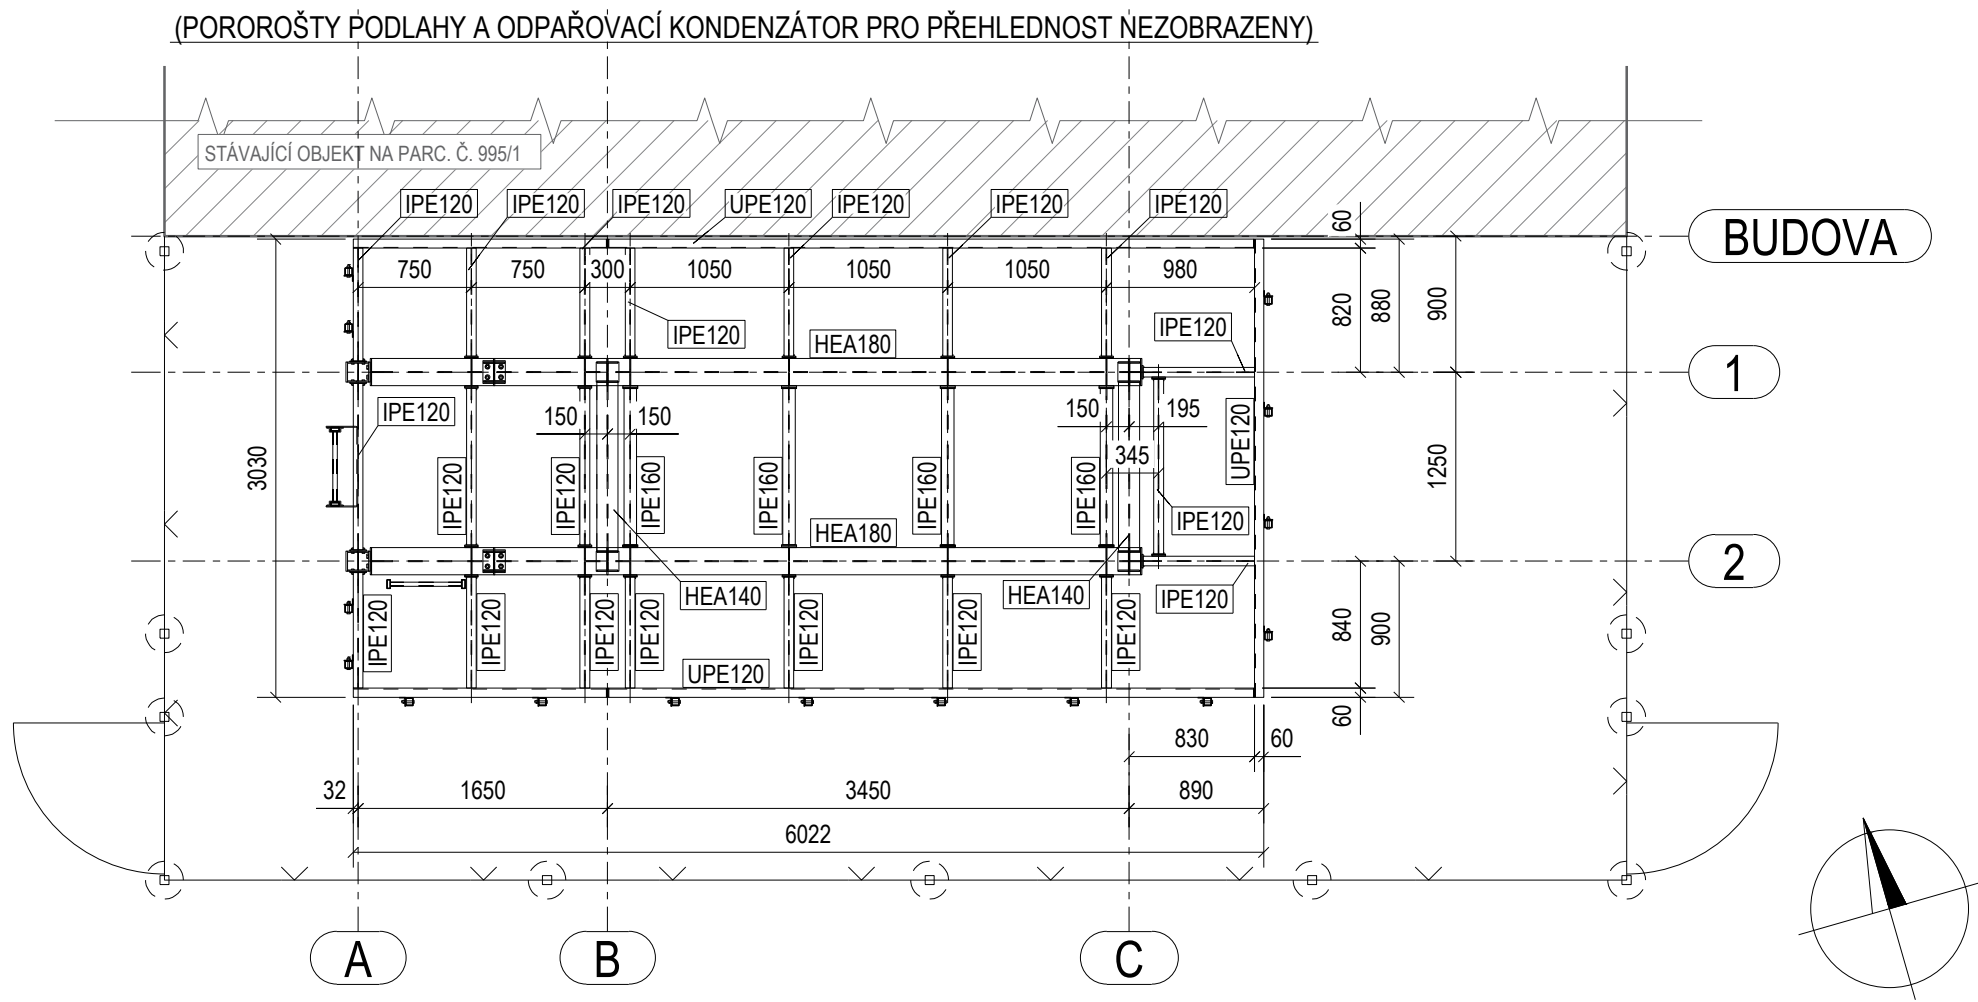 (POROROŠTY PODLAHY A ODPAŘOVACÍ KONDENZÁTOR PRO PŘEHLEDNOST NEZOBRAZENY)
STÁVAJÍCÍ OBJEKT NA PARC. Č. 995/1
IPE120 IPE120 IPE120 UPE120 IPE120 IPE120 IPE120
60
BUDOVA
750 750 300 1050 1050 1050 980
820 880 900
IPE120 HEA180 IPE120
1
IPE120 150 150 150 195
UPE120
345
3030
1250
IPE120 IPE120 IPE160 IPE160 IPE160 IPE160
IPE120
HEA180
2
HEA140 HEA140 IPE120
IPE120 IPE120 IPE120 IPE120 IPE120 IPE120 IPE120
840 900
UPE120
60
830 60
32 1650 3450 890
6022
A B C